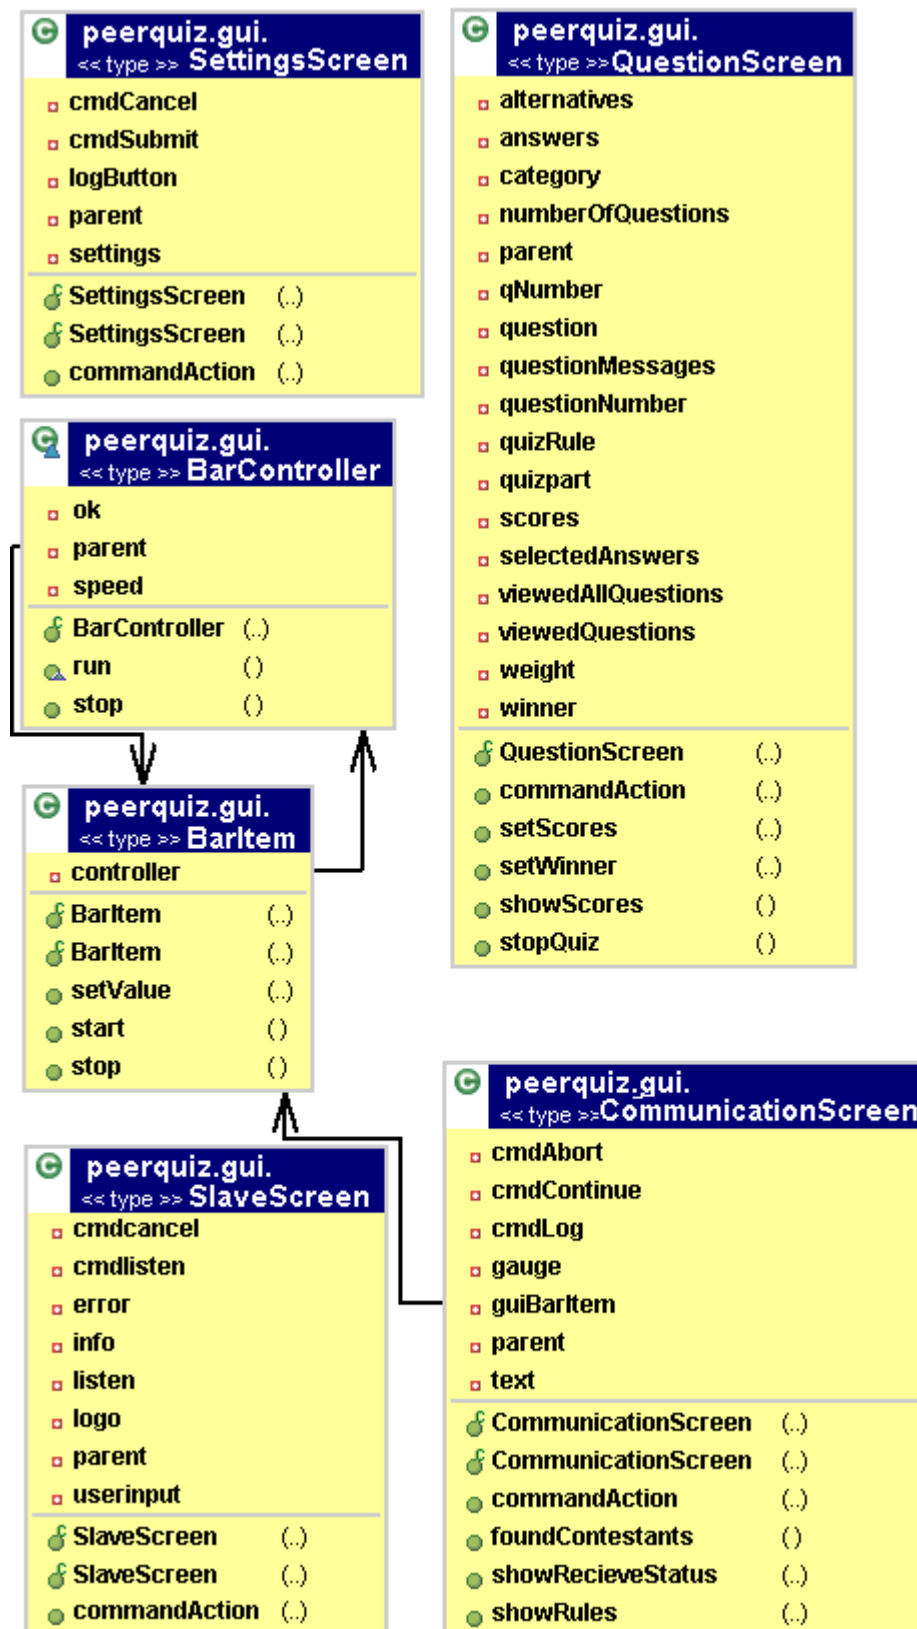 peerquiz.gui.
<< type >> SettingsScreen
cmdCancel
cmdSubmit
logButton
parent
settings
SettingsScreen (..)
SettingsScreen (..)
commandAction (..)
peerquiz.gui.
<< type >> BarController
ok
parent
speed
BarController (..)
run ()
stop ()
peerquiz.gui.
<< type >> BarItem
controller
BarItem (..)
BarItem (..)
setValue (..)
start ()
stop ()
peerquiz.gui.
<< type >> SlaveScreen
cmdcancel
cmdlisten
error
info
listen
logo
parent
userinput
SlaveScreen (..)
SlaveScreen (..)
commandAction (..)
peerquiz.gui.
<< type >> QuestionScreen
alternatives
answers
category
numberOfQuestions
parent
qNumber
question
questionMessages
questionNumber
quizRule
quizpart
scores
selectedAnswers
viewedAllQuestions
viewedQuestions
weight
winner
QuestionScreen (..)
commandAction (..)
setScores (..)
setWinner (..)
showScores ()
stopQuiz ()
peerquiz.gui.
<< type >> CommunicationScreen
cmdAbort
cmdContinue
cmdLog
gauge
guiBarItem
parent
text
CommunicationScreen (..)
CommunicationScreen (..)
commandAction (..)
foundContestants ()
showRecieveStatus (..)
showRules (..)